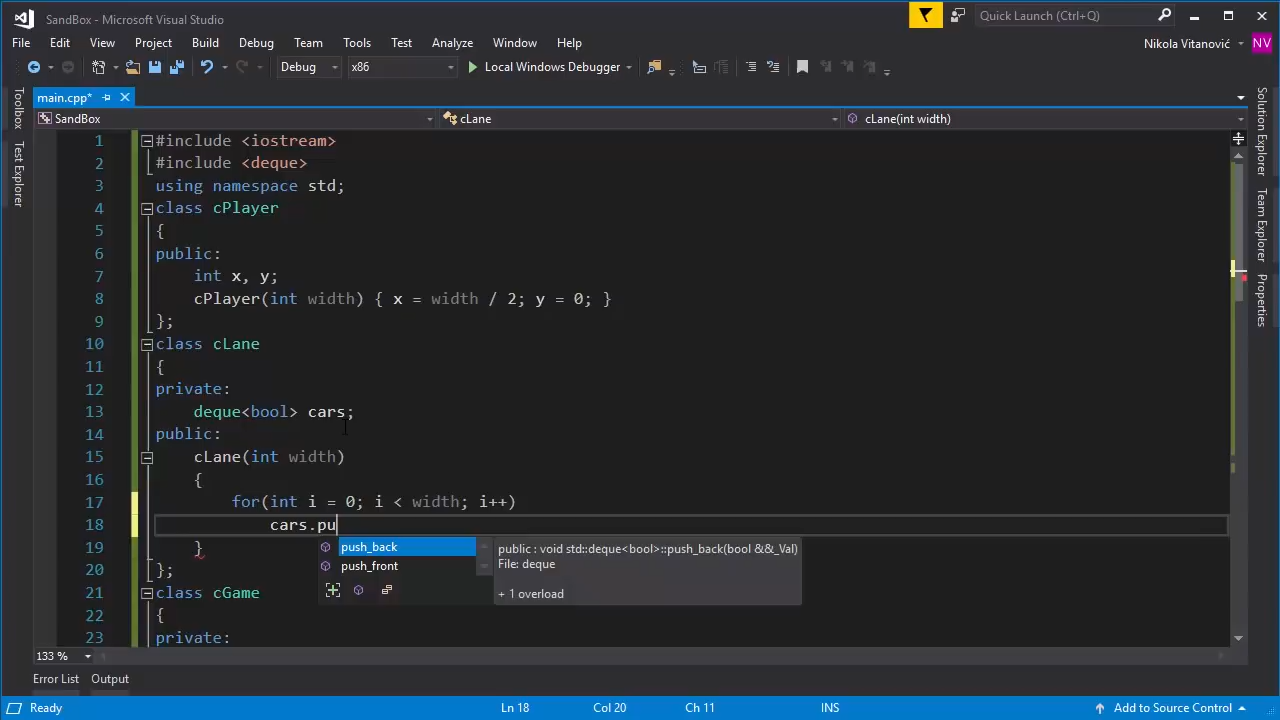 SandBox - Microsoft Visual Studio
Quick Launch (Ctrl+Q)
File Edit View Project Build Debug Team Tools Test Analyze Window Help
Nikola Vitanović NV
Debug x86 Local Windows Debugger
main.cpp*
SandBox cLane cLane(int width)
Toolbox
Test Explorer
1 #include <iostream>
2 #include <deque>
3 using namespace std;
4 class cPlayer
5 {
6 public:
7 int x, y;
8 cPlayer(int width) { x = width / 2; y = 0; }
9 };
10 class cLane
11 {
12 private:
13 deque<bool> cars;
14 public:
15 cLane(int width)
16 {
17 for(int i = 0; i < width; i++)
18 cars.pu
19 }
20 };
21 class cGame
22 {
23 private:
push_back
push_front
public : void std::deque<bool>::push_back(bool &&_Val)
File: deque
+ 1 overload
Solution Explorer
Team Explorer
Properties
133 %
Error List Output
Ready Ln 18 Col 20 Ch 11 INS Add to Source Control